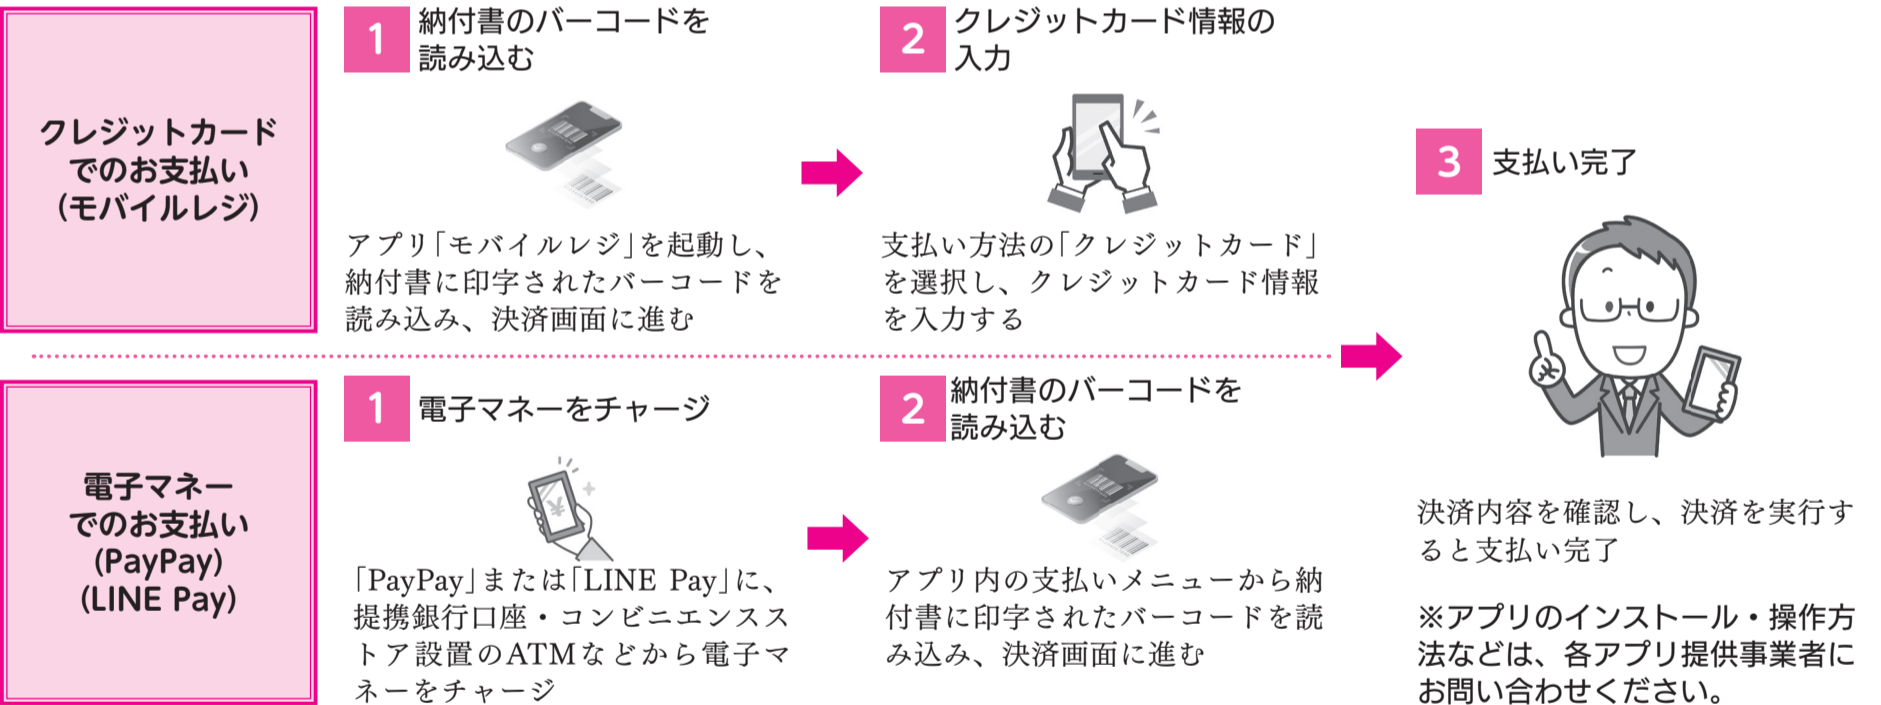 クレジットカード
でのお支払い
(モバイルレジ)
1
納付書のバーコードを
読み込む
アプリ「モバイルレジ」を起動し、
納付書に印字されたバーコードを
読み込み、決済画面に進む
2
クレジットカード情報の
入力
支払い方法の「クレジットカード」
を選択し、クレジットカード情報
を入力する
電子マネー
でのお支払い
(PayPay)
(LINE Pay)
1
電子マネーをチャージ
¥
「PayPay」または「LINE Pay」に、
提携銀行口座・コンビニエンスス
トア設置のATMなどから電子マ
ネーをチャージ
2
納付書のバーコードを
読み込む
アプリ内の支払いメニューから納
付書に印字されたバーコードを読
み込み、決済画面に進む
3
支払い完了
決済内容を確認し、決済を実行す
ると支払い完了
※アプリのインストール・操作方
法などは、各アプリ提供事業者に
お問い合わせください。